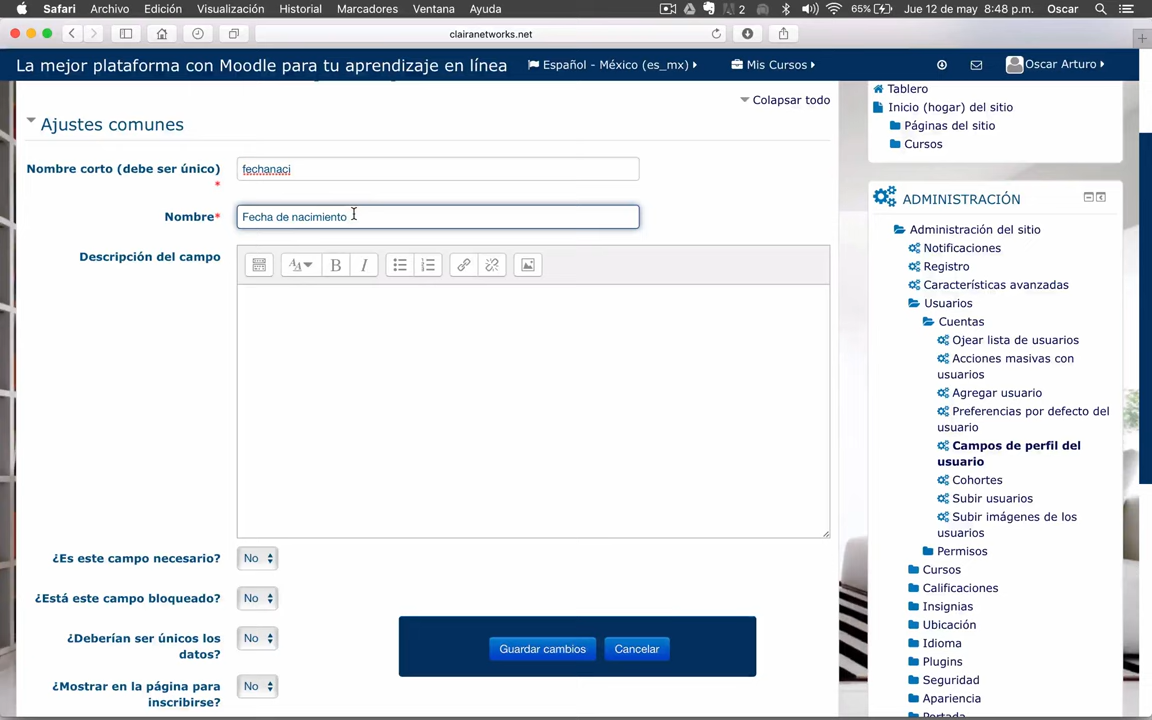 Safari Archivo Edición Visualización Historial Marcadores Ventana Ayuda 2 65% Jue 12 de may 8:48 p.m. Oscar
clairanetworks.net
La mejor plataforma con Moodle para tu aprendizaje en línea Español - México (es_mx) Mis Cursos Oscar Arturo
Colapsar todo
Ajustes comunes
Nombre corto (debe ser único)
*
fechanaci
Nombre* Fecha de nacimiento
Descripción del campo
¿Es este campo necesario? No
¿Está este campo bloqueado? No
¿Deberían ser únicos los
datos?
No
¿Mostrar en la página para
inscribirse?
No
Guardar cambios Cancelar
Tablero
Inicio (hogar) del sitio
Páginas del sitio
Cursos
ADMINISTRACIÓN
Administración del sitio
Notificaciones
Registro
Características avanzadas
Usuarios
Cuentas
Ojear lista de usuarios
Acciones masivas con
usuarios
Agregar usuario
Preferencias por defecto del
usuario
Campos de perfil del
usuario
Cohortes
Subir usuarios
Subir imágenes de los
usuarios
Permisos
Cursos
Calificaciones
Insignias
Ubicación
Idioma
Plugins
Seguridad
Apariencia
Portada